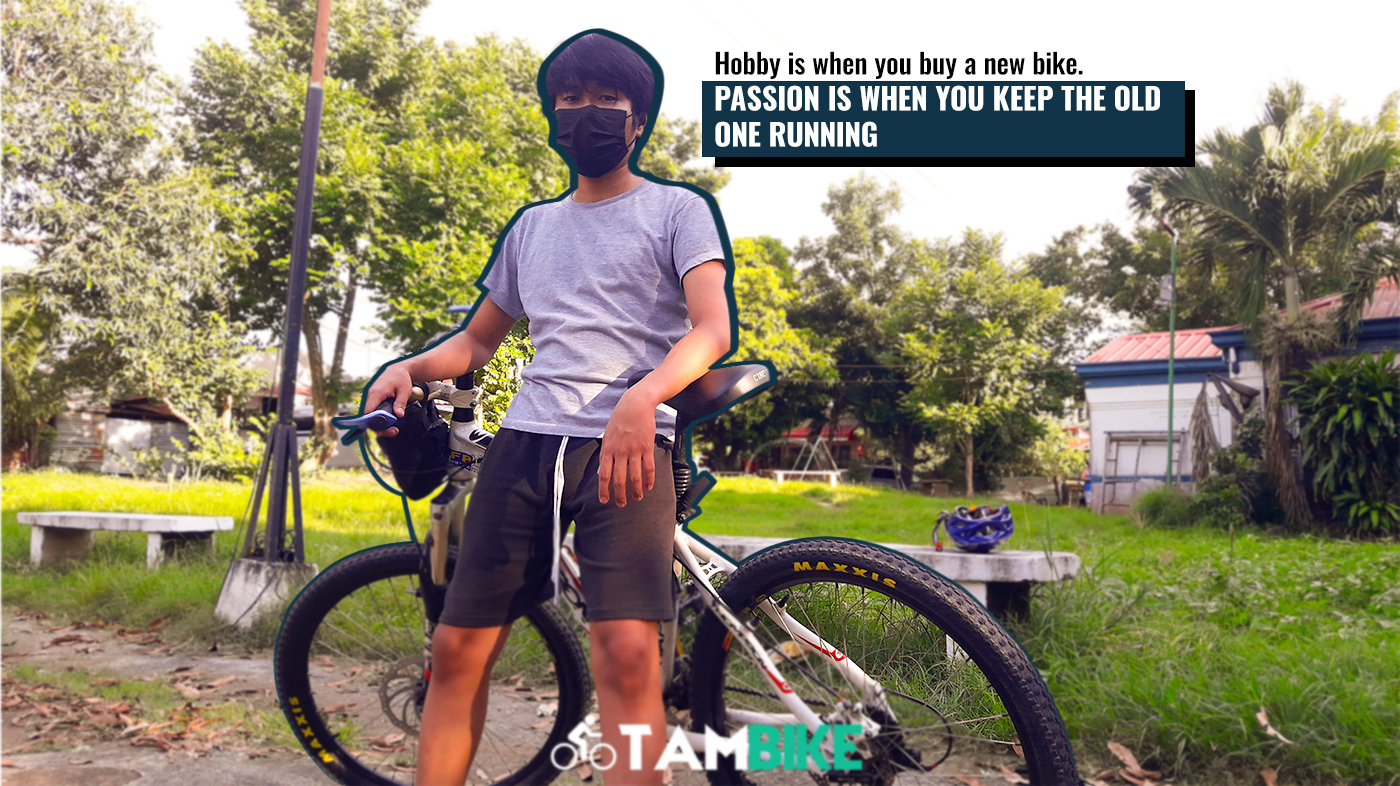 Hobby is when you buy a new bike.
PASSION IS WHEN YOU KEEP THE OLD
ONE RUNNING
MAXXIS
MAXXIS
TAMBIKE